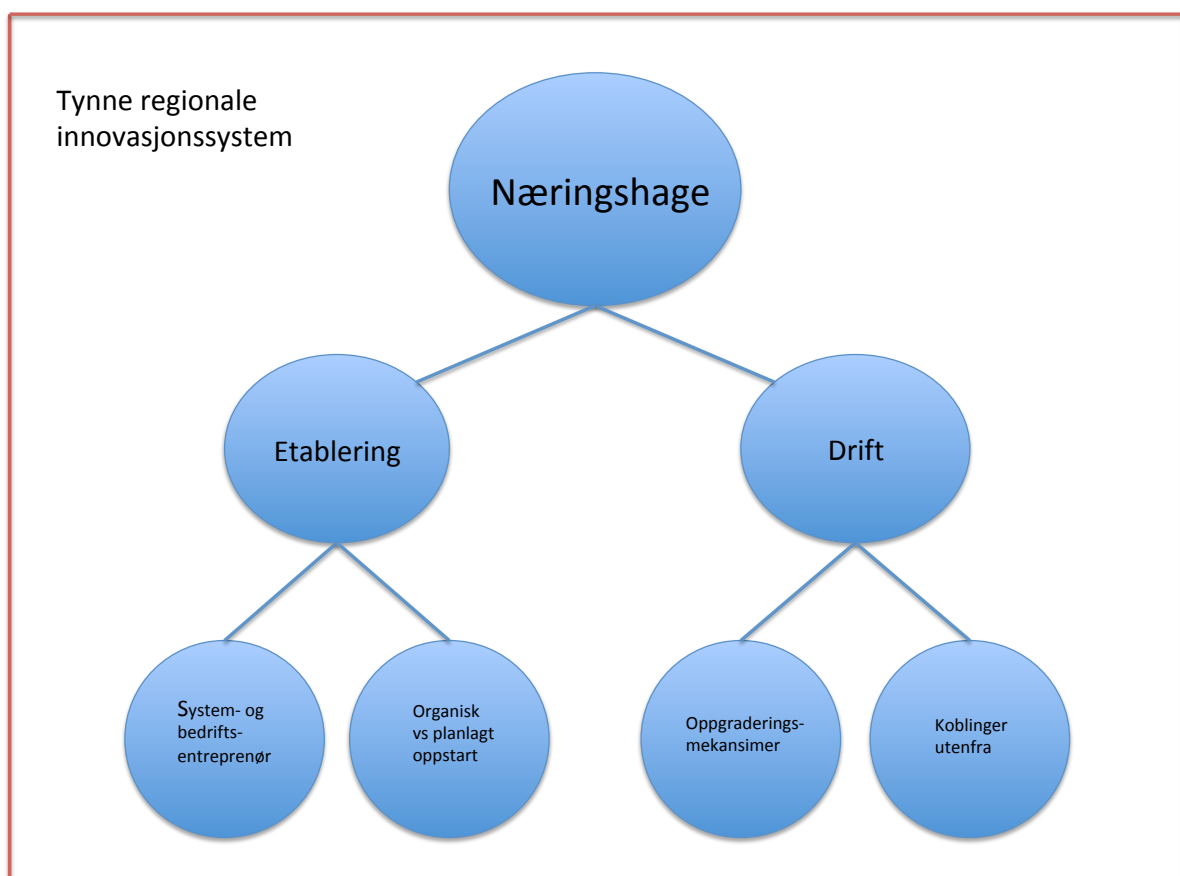 Tynne regionale
innovasjonssystem
Næringshage
Etablering
Drift
System- og
bedrifts-
entreprenør
Organisk
vs planlagt
oppstart
Oppgraderings-
mekansimer
Koblinger
utenfra